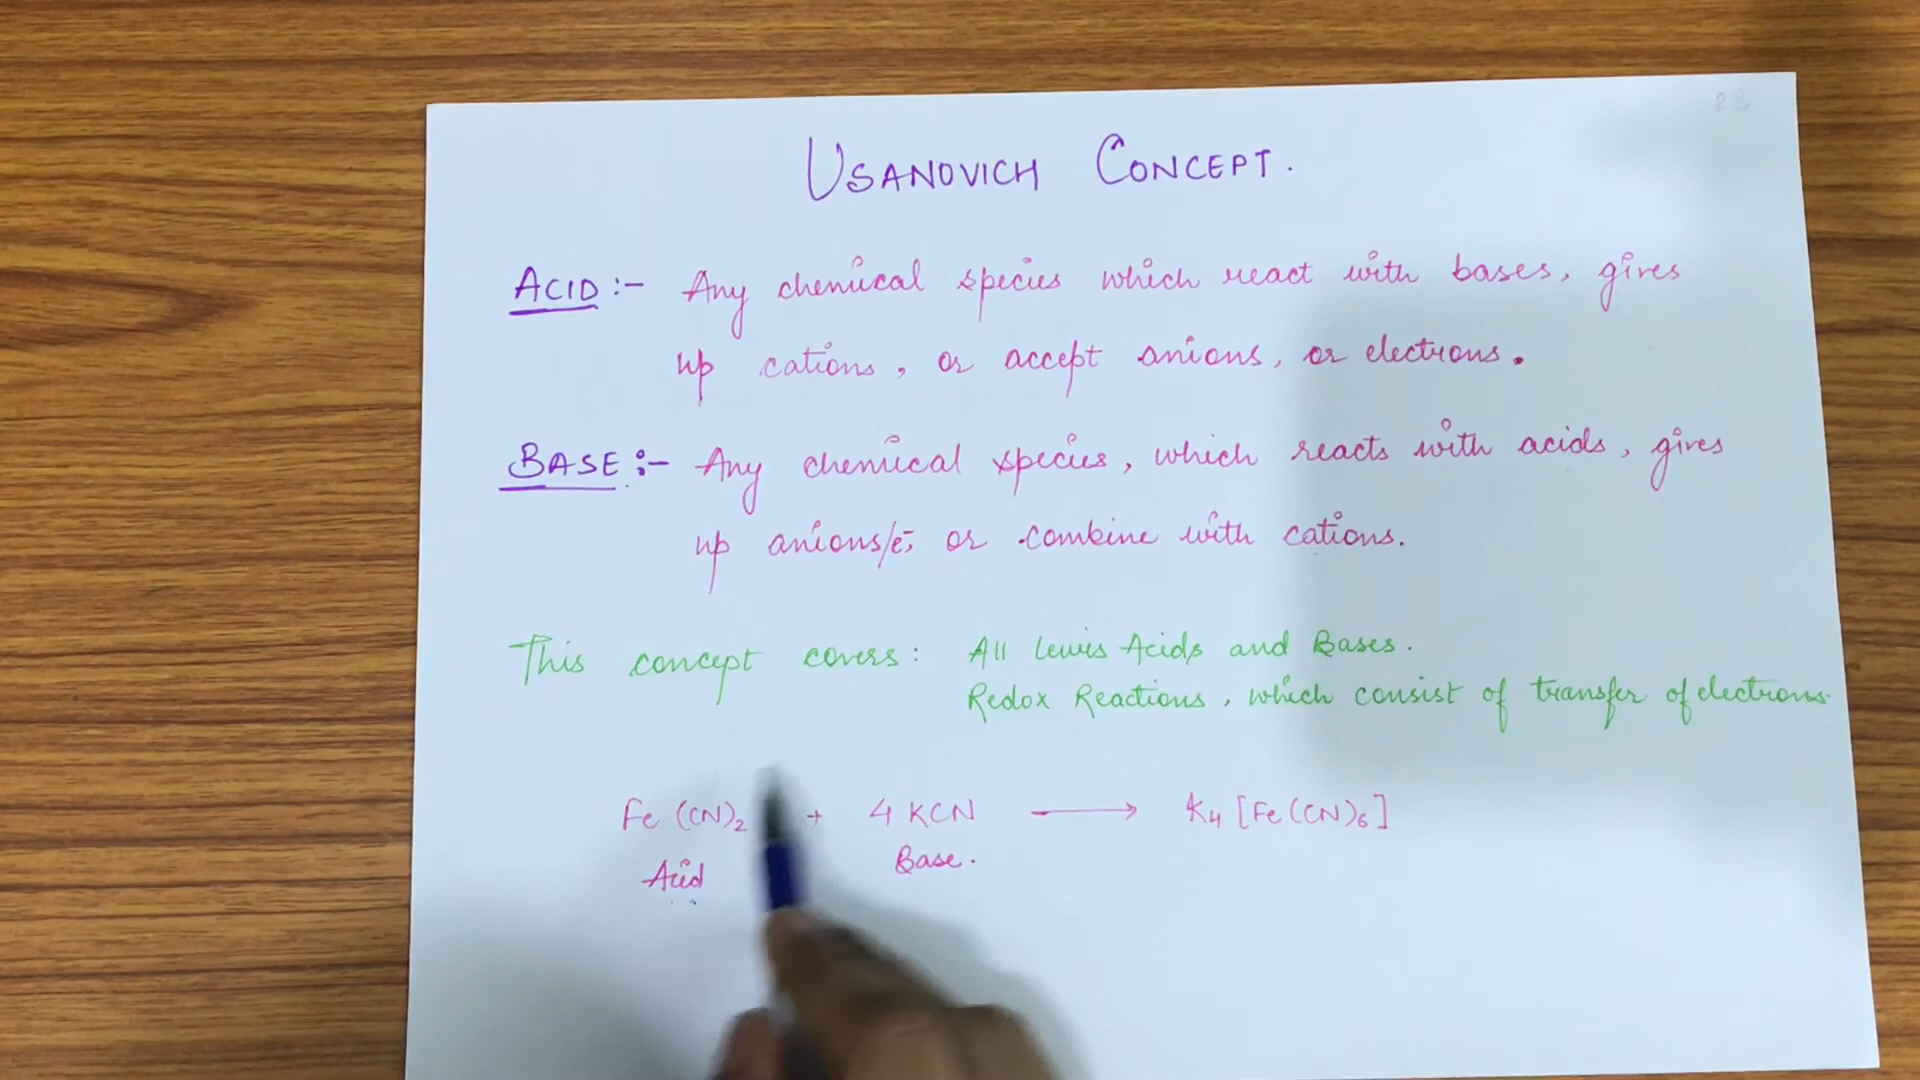 USANOVICH CONCEPT.
ACID :- Any chemical species which react with bases, gives
up cations, or accept anions, or electrons.
BASE :- Any chemical species, which reacts with acids, gives
up anions/e⁻, or combine with cations.
This concept covers : All Lewis Acids and Bases.
Redox Reactions, which consist of transfer of electrons.
Fe (CN)₂ + 4 KCN ⟶ K₄ [Fe(CN)₆]
Acid Base.